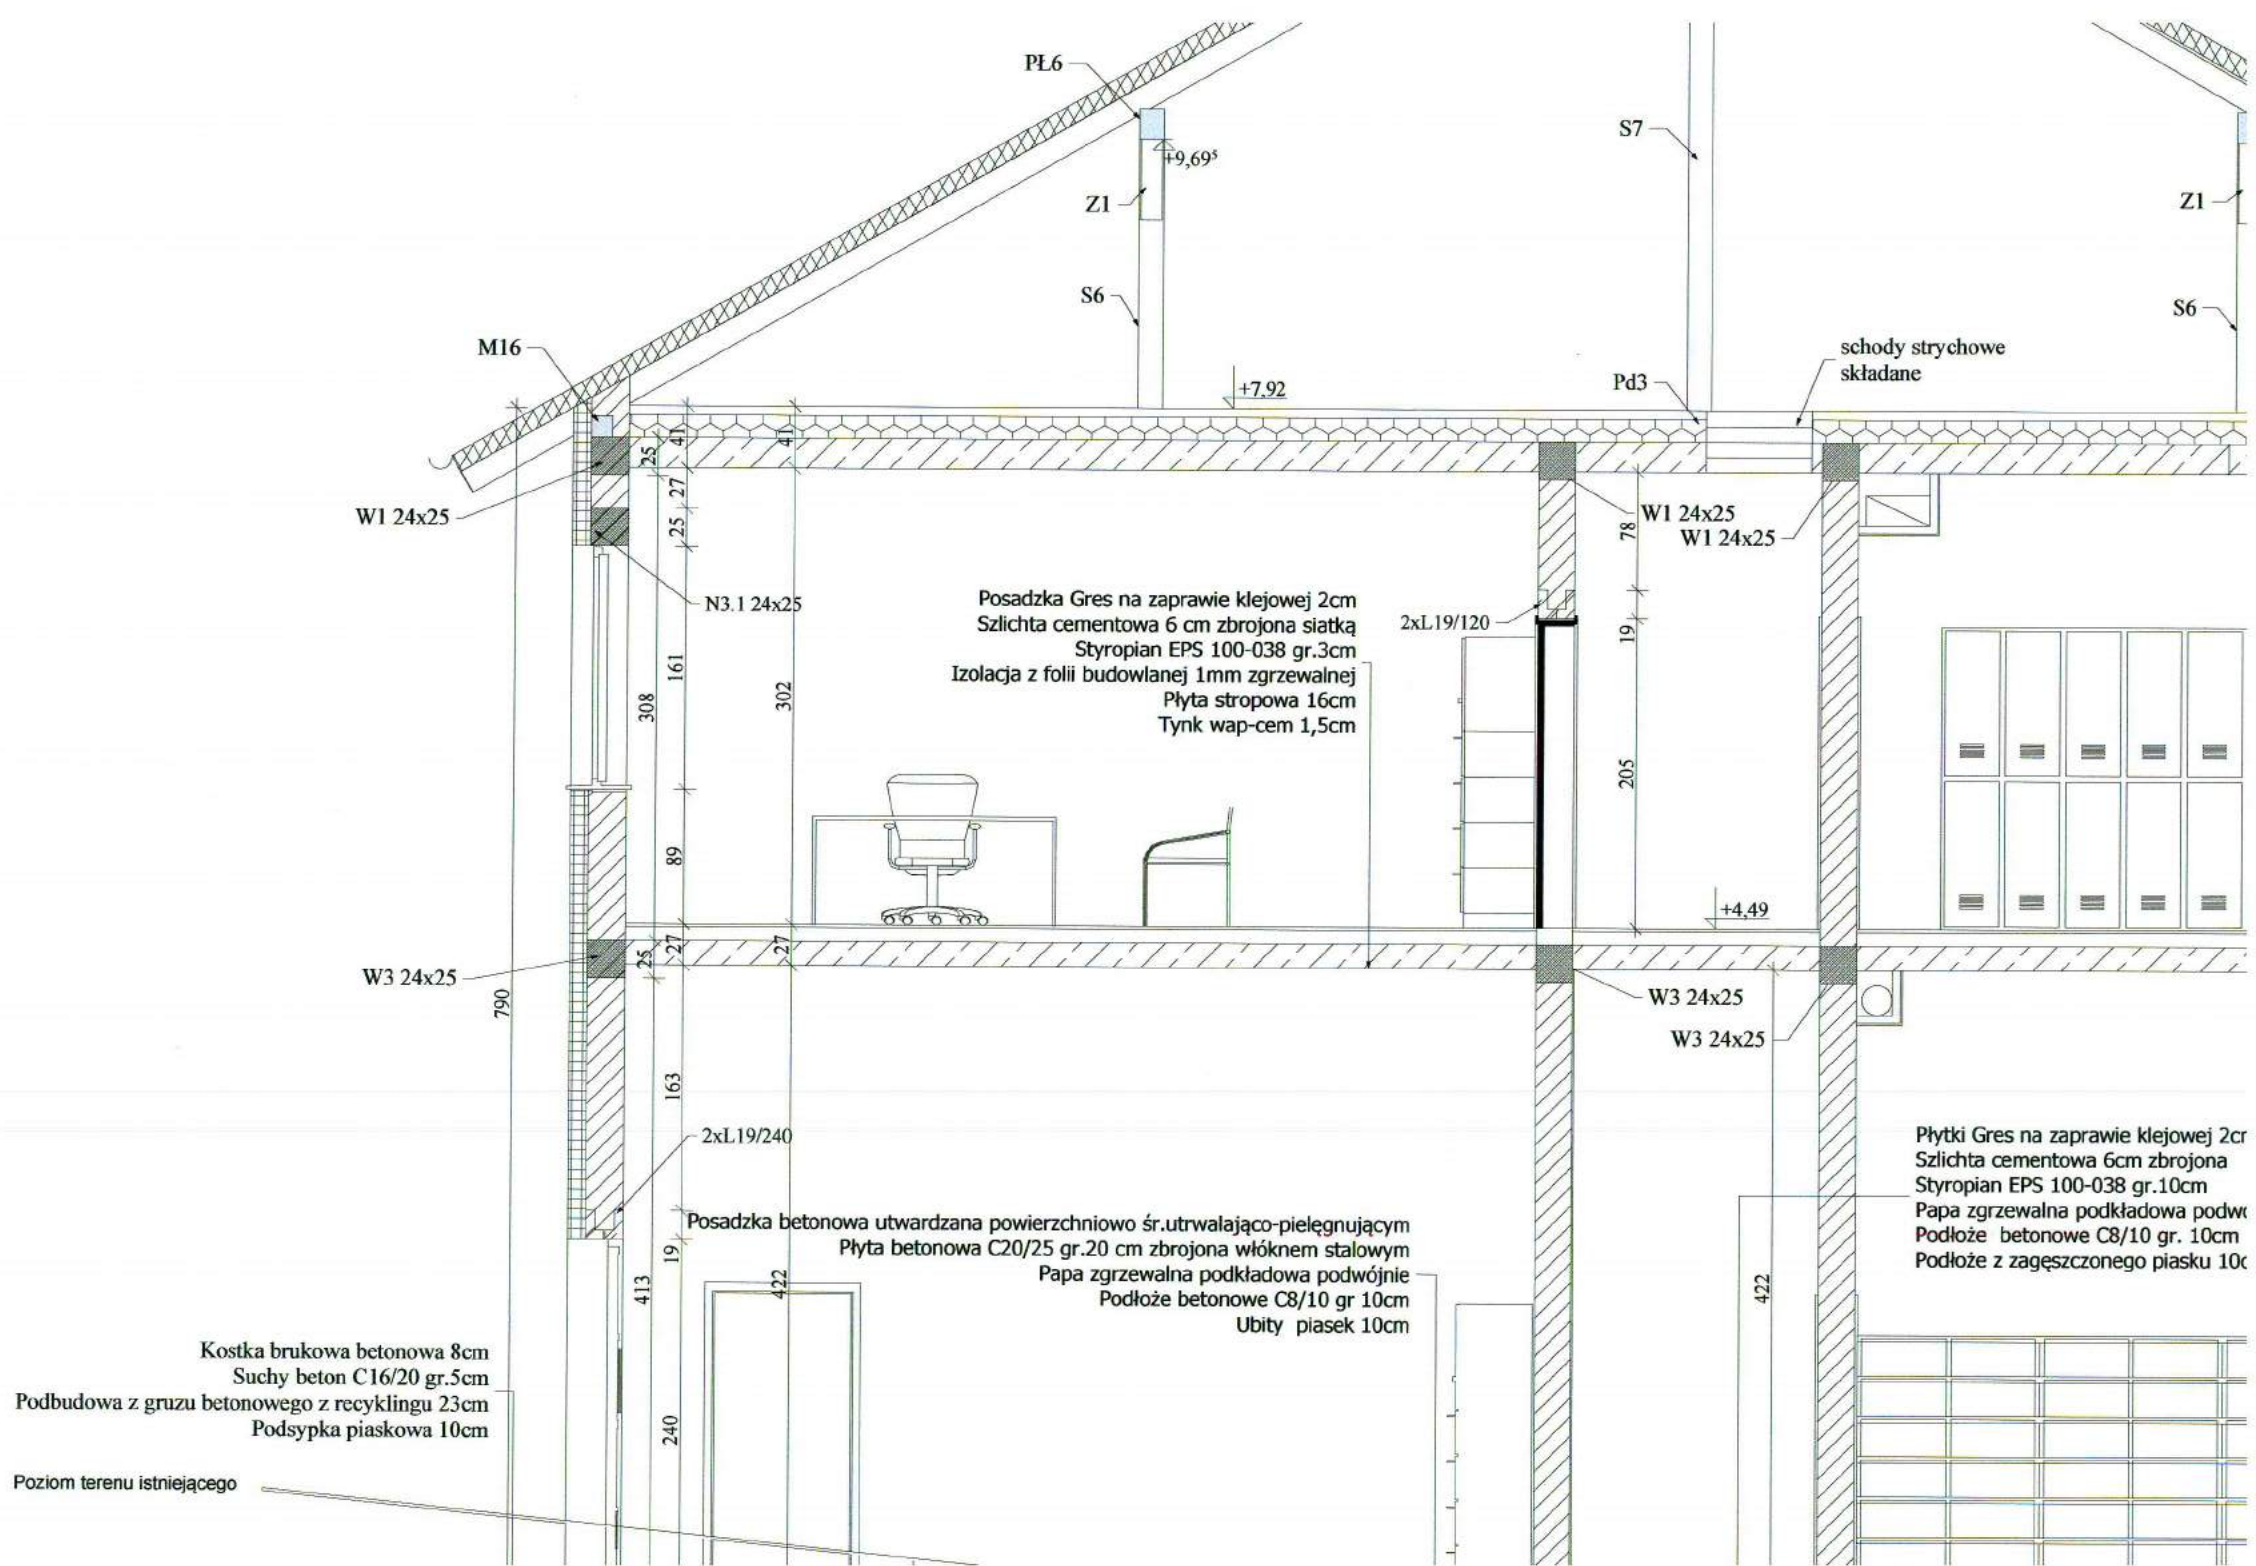 PŁ6
S7
+9,69⁵
Z1
Z1
S6
S6
M16
schody strychowe
składane
+7,92
Pd3
41
41
25
27
25
W1 24x25
W1 24x25
W1 24x25
78
N3.1 24x25
Posadzka Gres na zaprawie klejowej 2cm
Szlichta cementowa 6 cm zbrojona siatką
Styropian EPS 100-038 gr.3cm
Izolacja z folii budowlanej 1mm zgrzewalnej
Płyta stropowa 16cm
Tynk wap-cem 1,5cm
2xL19/120
19
161
308
302
205
89
+4,49
25
27
27
W3 24x25
790
W3 24x25
W3 24x25
163
2xL19/240
Płytki Gres na zaprawie klejowej 2cm
Szlichta cementowa 6cm zbrojona
Styropian EPS 100-038 gr.10cm
Papa zgrzewalna podkładowa podwo
Podłoże betonowe C8/10 gr. 10cm
Podłoże z zagęszczonego piasku 10c
Posadzka betonowa utwardzana powierzchniowo śr.utrwalająco-pielęgnującym
Płyta betonowa C20/25 gr.20 cm zbrojona włóknem stalowym
Papa zgrzewalna podkładowa podwójnie
Podłoże betonowe C8/10 gr 10cm
Ubity piasek 10cm
19
413
422
422
240
Kostka brukowa betonowa 8cm
Suchy beton C16/20 gr.5cm
Podbudowa z gruzu betonowego z recyklingu 23cm
Podsypka piaskowa 10cm
Poziom terenu istniejącego